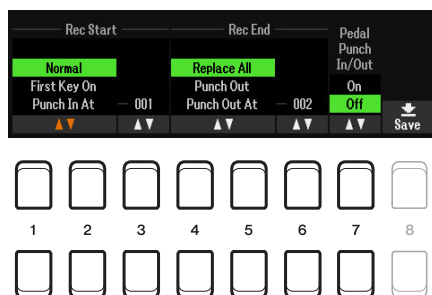 Rec Start
Rec End
Pedal
Punch
In/Out
Normal
Replace All
First Key On
Punch Out
On
Punch In At
001
Punch Out At
002
Off
Save
1 2 3 4 5 6 7 8